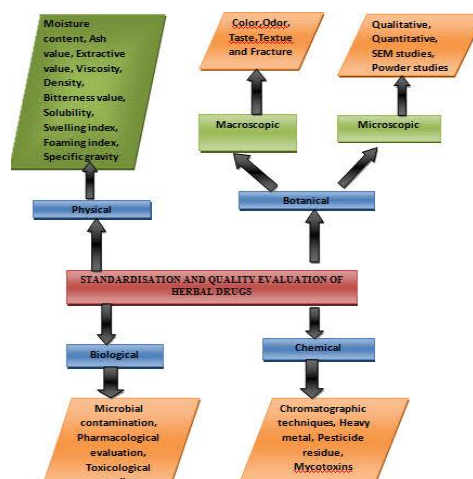 Moisture
content, Ash
value, Extractive
value, Viscosity,
Density,
Bitterness value,
Solubility,
Swelling index,
Foaming index,
Specific gravity
Color,Odor,
Taste,Textue
and Fracture
Qualitative,
Quantitative,
SEM studies,
Powder studies
Macroscopic
Microscopic
Physical
Botanical
STANDARDISATION AND QUALITY EVALUATION OF
HERBAL DRUGS
Biological
Chemical
Microbial
contamination,
Pharmacological
evaluation,
Toxicological
Chromatographic
techniques, Heavy
metal, Pesticide
residue,
Mycotoxins